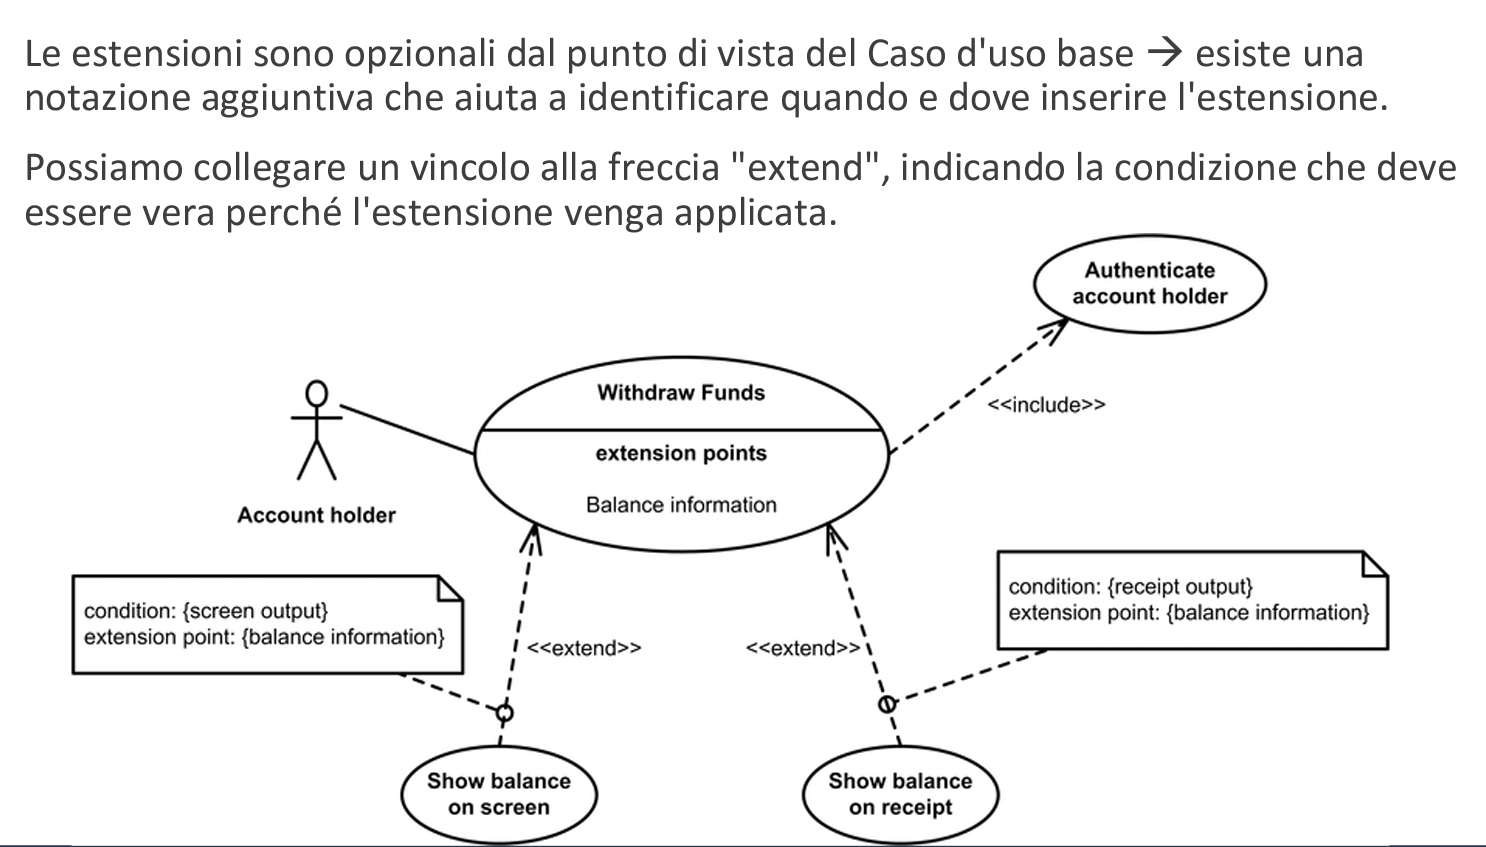 Le estensioni sono opzionali dal punto di vista del Caso d'uso base → esiste una
notazione aggiuntiva che aiuta a identificare quando e dove inserire l'estensione.
Possiamo collegare un vincolo alla freccia "extend", indicando la condizione che deve
essere vera perché l'estensione venga applicata.
Authenticate
account holder
Withdraw Funds
<<include>>
extension points
Balance information
Account holder
condition: {screen output}
extension point: {balance information}
condition: {receipt output}
extension point: {balance information}
<<extend>>
<<extend>>
Show balance
on screen
Show balance
on receipt